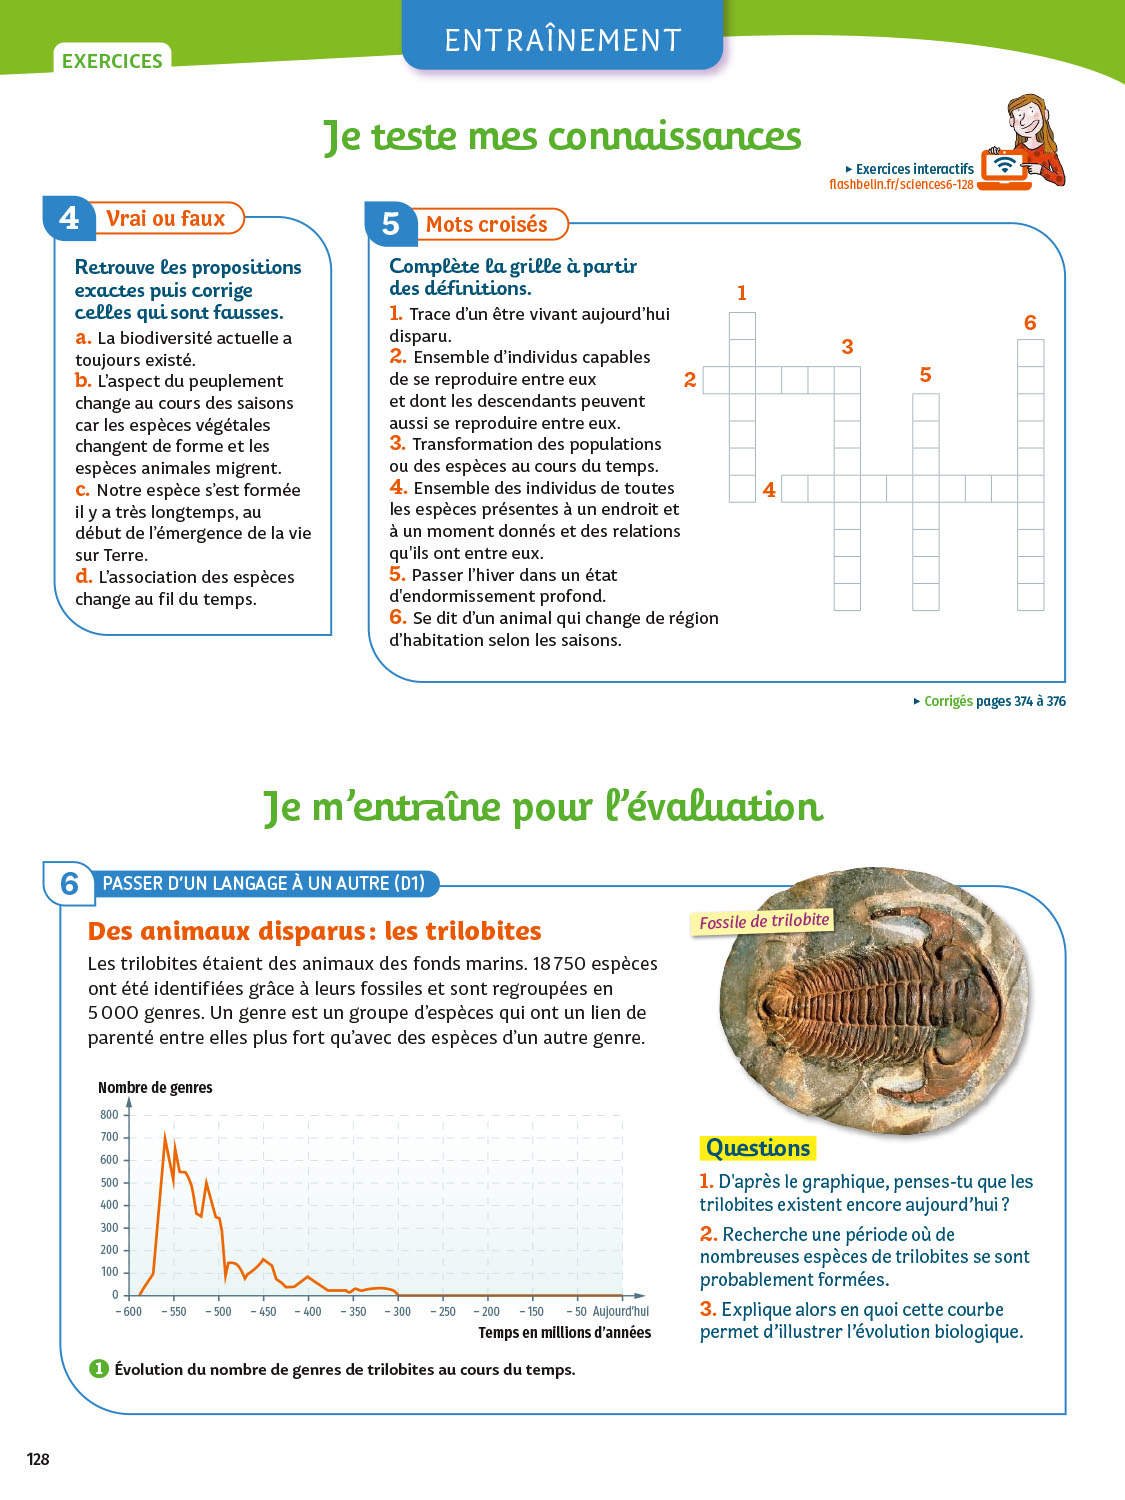 ENTRAÎNEMENT
EXERCICES
Je teste mes connaissances
▸ Exercices interactifs
flashbelin.fr/sciences6-128
4 Vrai ou faux
Retrouve les propositions
exactes puis corrige
celles qui sont fausses.
a. La biodiversité actuelle a
toujours existé.
b. L’aspect du peuplement
change au cours des saisons
car les espèces végétales
changent de forme et les
espèces animales migrent.
c. Notre espèce s’est formée
il y a très longtemps, au
début de l’émergence de la vie
sur Terre.
d. L’association des espèces
change au fil du temps.
5 Mots croisés
Complète la grille à partir
des définitions.
1. Trace d’un être vivant aujourd’hui
disparu.
2. Ensemble d’individus capables
de se reproduire entre eux
et dont les descendants peuvent
aussi se reproduire entre eux.
3. Transformation des populations
ou des espèces au cours du temps.
4. Ensemble des individus de toutes
les espèces présentes à un endroit et
à un moment donnés et des relations
qu'ils ont entre eux.
5. Passer l’hiver dans un état
d'endormissement profond.
6. Se dit d’un animal qui change de région
d’habitation selon les saisons.
1
6
3
5
2
4
▸ Corrigés pages 374 à 376
Je m’entraîne pour l’évaluation
6 PASSER D’UN LANGAGE À UN AUTRE (D1)
Des animaux disparus : les trilobites
Les trilobites étaient des animaux des fonds marins. 18 750 espèces
ont été identifiées grâce à leurs fossiles et sont regroupées en
5 000 genres. Un genre est un groupe d’espèces qui ont un lien de
parenté entre elles plus fort qu’avec des espèces d’un autre genre.
Fossile de trilobite
Nombre de genres
800
700
600
500
400
300
200
100
0
– 600 – 550 – 500 – 450 – 400 – 350 – 300 – 250 – 200 – 150 – 50 Aujourd’hui
Temps en millions d’années
1 Évolution du nombre de genres de trilobites au cours du temps.
Questions
1. D'après le graphique, penses-tu que les
trilobites existent encore aujourd’hui ?
2. Recherche une période où de
nombreuses espèces de trilobites se sont
probablement formées.
3. Explique alors en quoi cette courbe
permet d’illustrer l’évolution biologique.
128